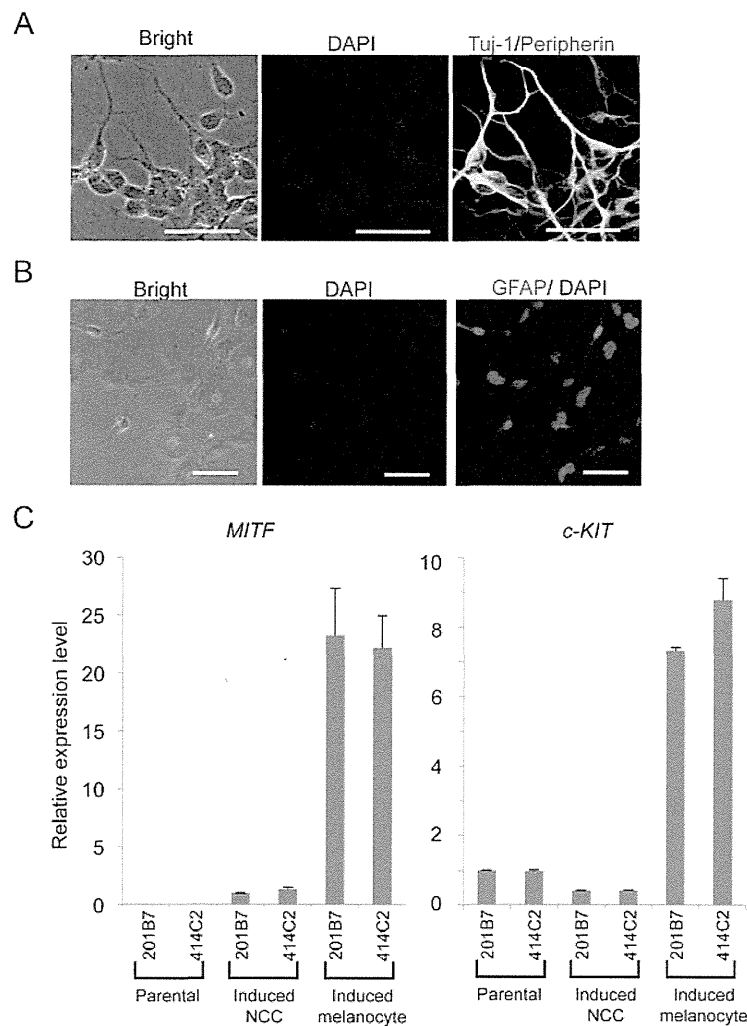 A
Bright DAPI Tuj-1/Peripherin
B
Bright DAPI GFAP/ DAPI
C
MITF
Relative expression level
30
25
20
15
10
5
0
201B7 414C2 201B7 414C2 201B7 414C2
Parental Induced NCC Induced melanocyte
c-KIT
10
8
6
4
2
0
201B7 414C2 201B7 414C2 201B7 414C2
Parental Induced NCC Induced melanocyte